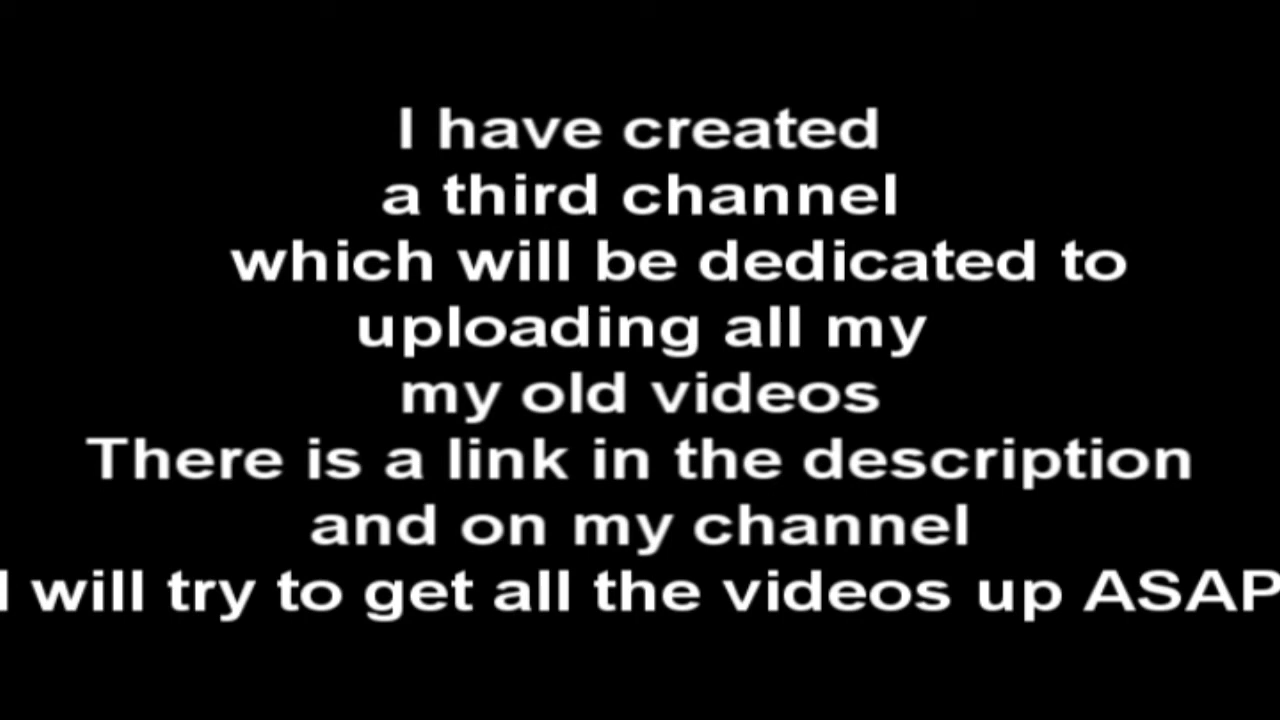 I have created
a third channel
which will be dedicated to
uploading all my
my old videos
There is a link in the description
and on my channel
I will try to get all the videos up ASAP